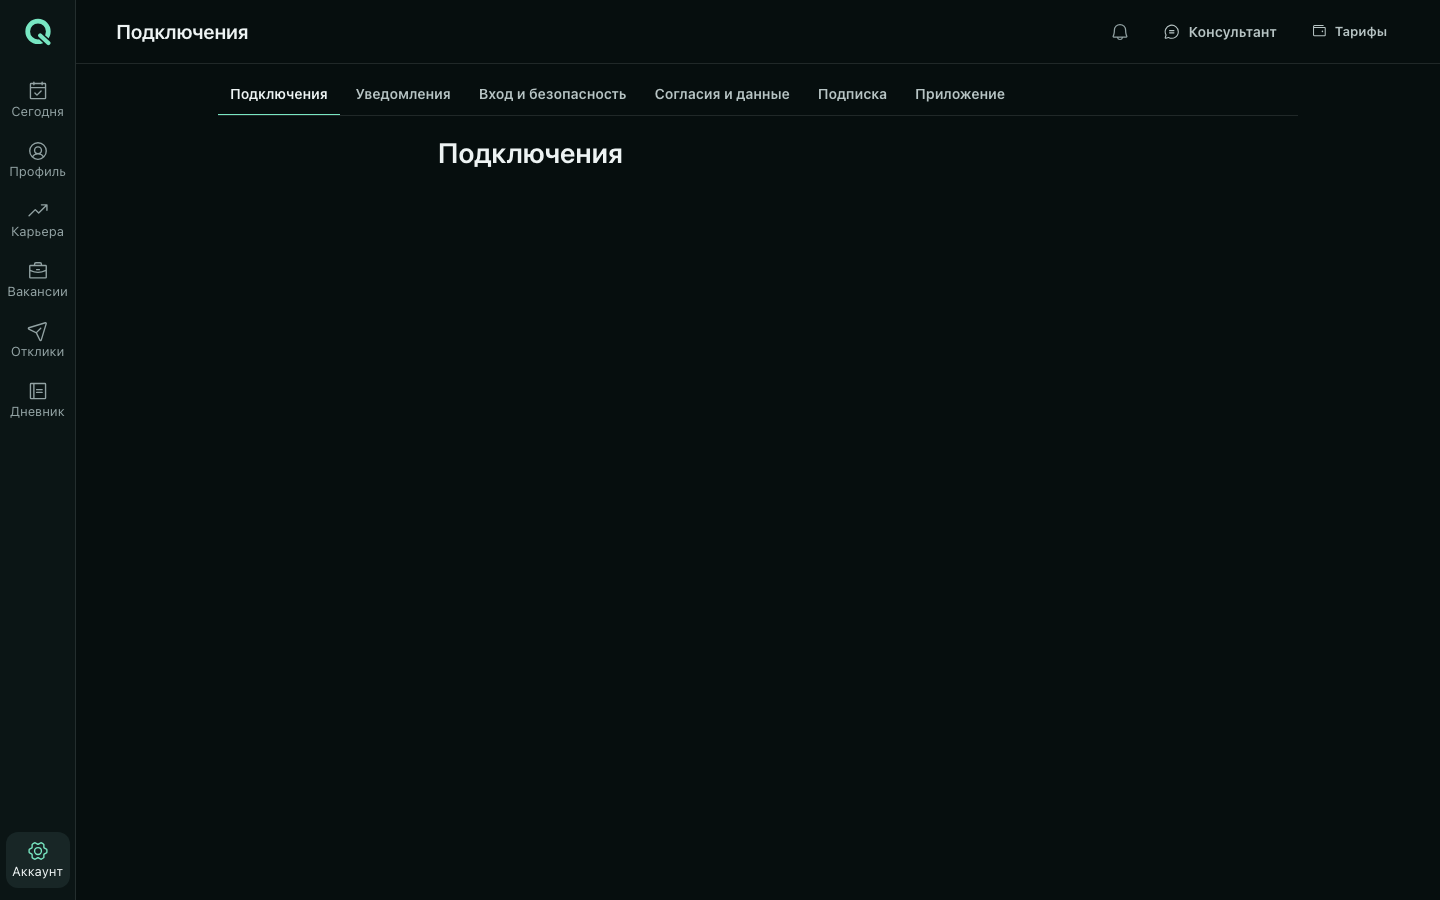 Подключения
Консультант
Тарифы
Сегодня
Профиль
Карьера
Вакансии
Отклики
Дневник
Аккаунт
Подключения
Уведомления
Вход и безопасность
Согласия и данные
Подписка
Приложение
Подключения